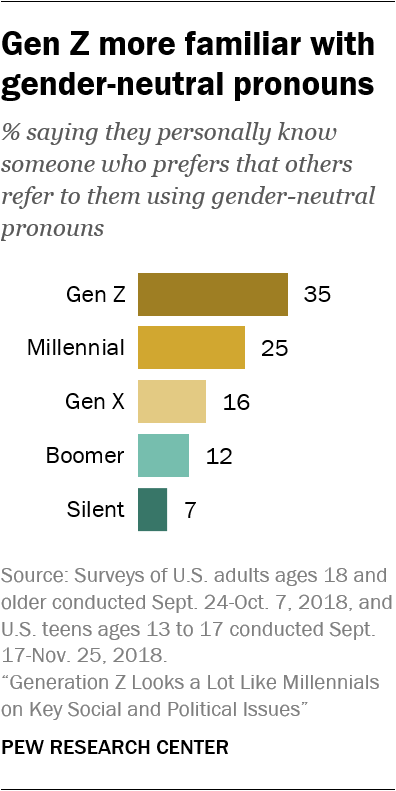 Gen Z more familiar with
gender-neutral pronouns
% saying they personally know
someone who prefers that others
refer to them using gender-neutral
pronouns
Gen Z 35
Millennial 25
Gen X 16
Boomer 12
Silent 7
Source: Surveys of U.S. adults ages 18 and
older conducted Sept. 24-Oct. 7, 2018, and
U.S. teens ages 13 to 17 conducted Sept.
17-Nov. 25, 2018.
“Generation Z Looks a Lot Like Millennials
on Key Social and Political Issues”
PEW RESEARCH CENTER